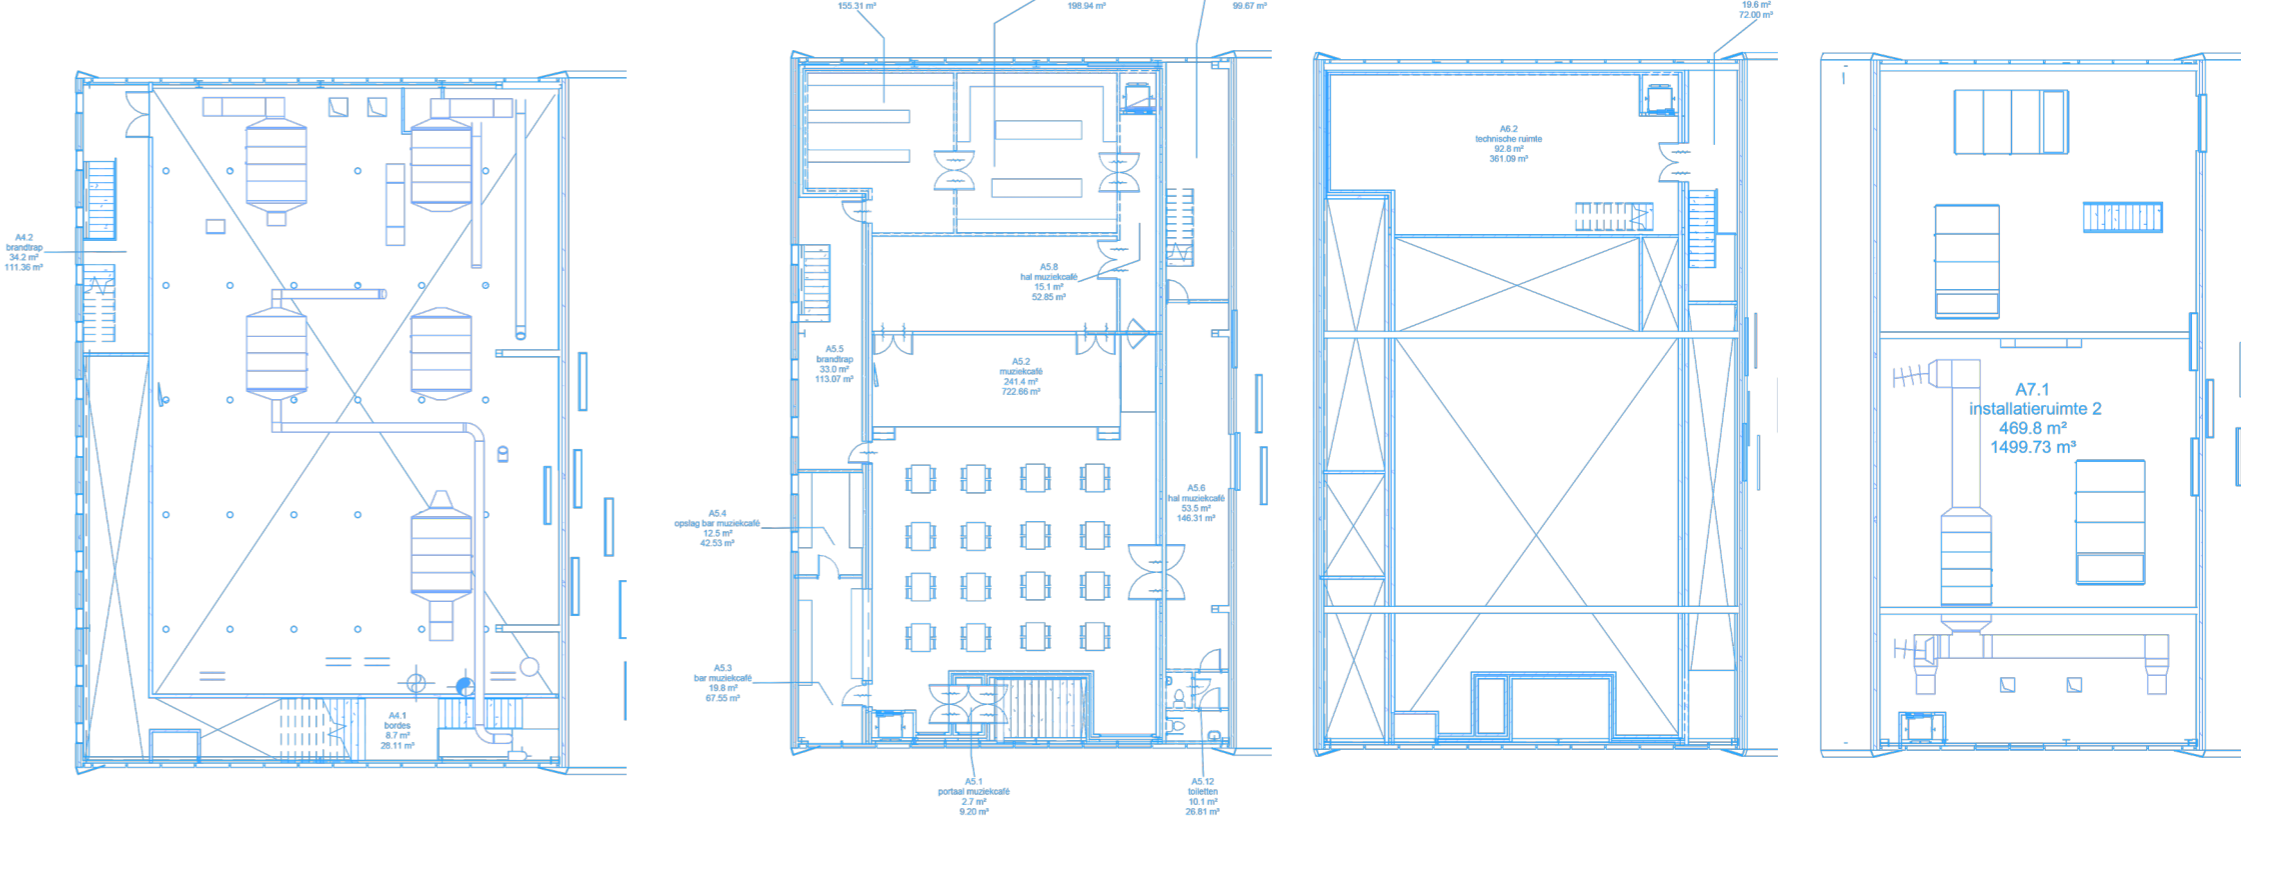 155.31 m³
198.94 m³
99.67 m³
19.6 m²
72.00 m³
A4.2
brandtrap
34.2 m²
111.36 m³
A4.1
bordes
8.7 m²
28.11 m³
A5.8
hal muziekcafé
15.1 m²
52.85 m³
A5.5
brandtrap
33.0 m²
113.07 m³
A5.2
muziekcafé
241.4 m²
722.66 m³
A5.4
opslag bar muziekcafé
12.5 m²
42.53 m³
A5.6
hal muziekcafé
53.5 m²
146.31 m³
A5.3
bar muziekcafé
19.8 m²
67.55 m³
A5.1
portaal muziekcafé
2.7 m²
9.20 m³
A5.12
toiletten
10.1 m²
26.81 m³
A6.2
technische ruimte
92.8 m²
361.09 m³
A7.1
installatieruimte 2
469.8 m²
1499.73 m³